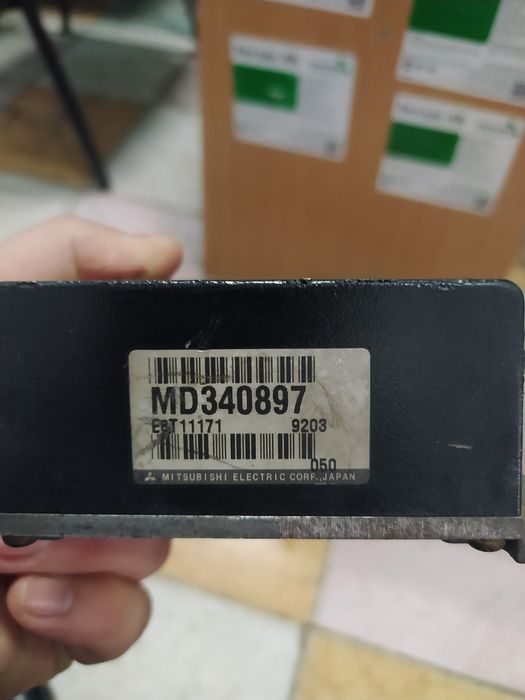 MD340897
E8T11171 9203
050
MITSUBISHI ELECTRIC CORP. JAPAN